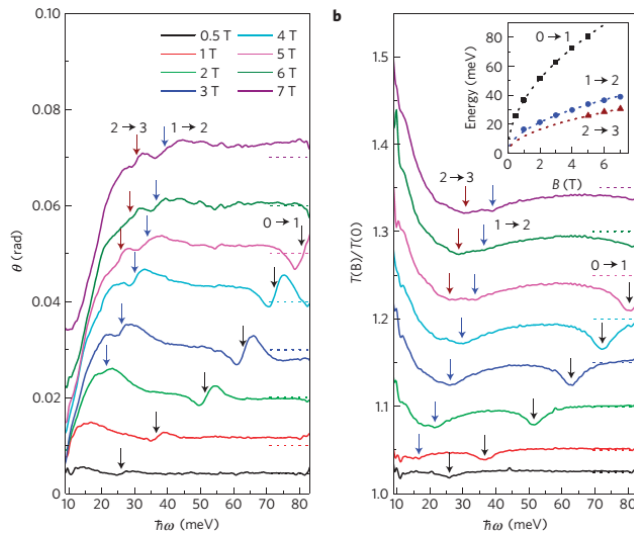 b
0.5 T 4 T
1 T 5 T
2 T 6 T
3 T 7 T
2 → 3 1 → 2
0 → 1
0.10
0.08
0.06
0.04
0.02
0.00
θ (rad)
10 20 30 40 50 60 70 80
ħω (meV)
1.5
1.4
1.3
1.2
1.1
1.0
T(B)/T(0)
2 → 3
1 → 2
0 → 1
10 20 30 40 50 60 70 80
ħω (meV)
80
60
40
20
0
Energy (meV)
0 → 1
1 → 2
2 → 3
0 2 4 6
B (T)